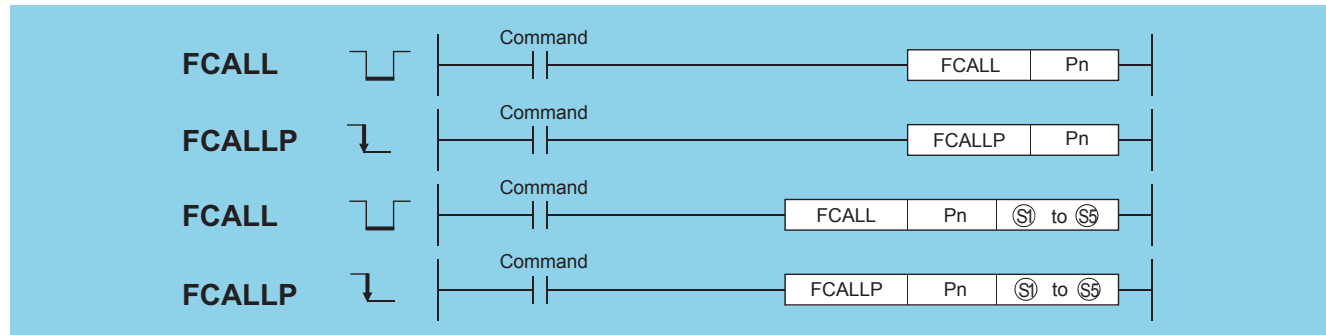 Command
FCALL FCALL Pn
Command
FCALLP FCALLP Pn
Command
FCALL FCALL Pn S1 to S5
Command
FCALLP FCALLP Pn S1 to S5